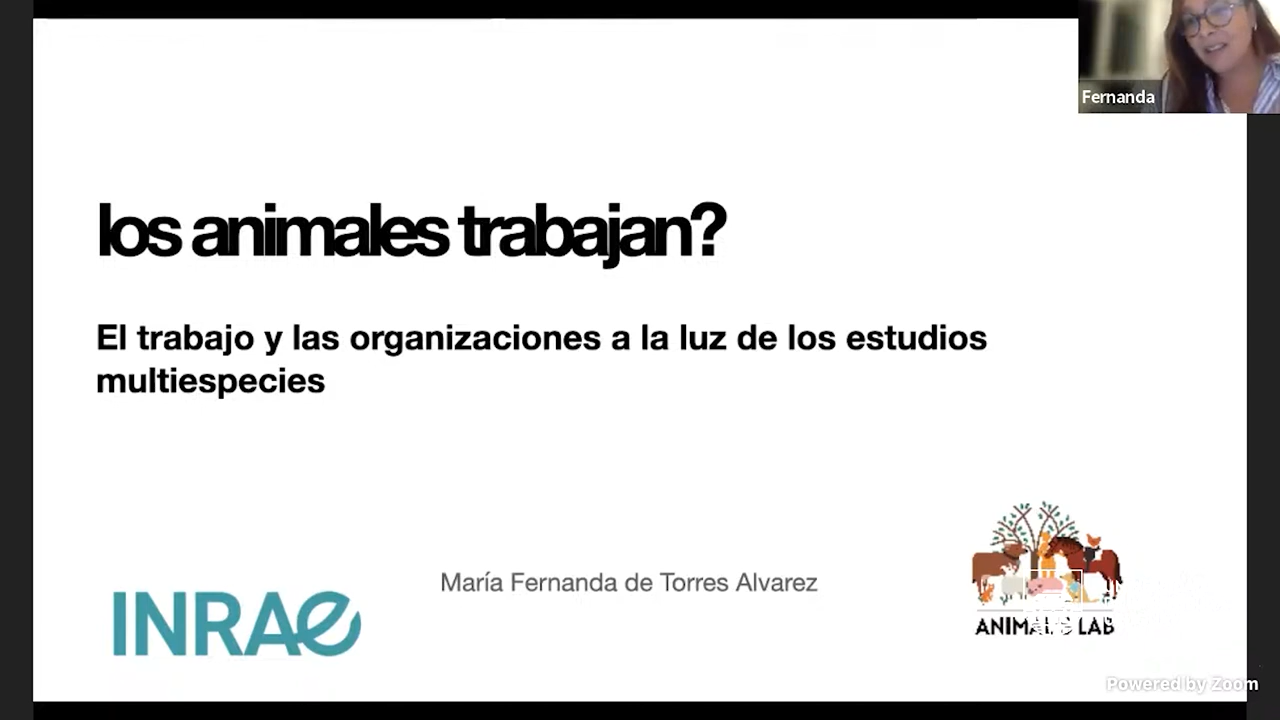 Fernanda
los animales trabajan?
El trabajo y las organizaciones a la luz de los estudios
multiespecies
María Fernanda de Torres Alvarez
INRAE
LAB
Powered by Zoom